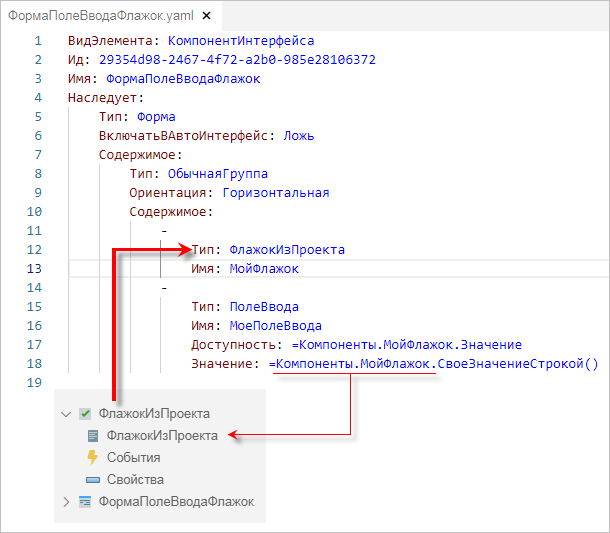 ФормаПолеВводаФлажок.yaml ×
1 ВидЭлемента: КомпонентИнтерфейса
2 Ид: 29354d98-2467-4f72-a2b0-985e28106372
3 Имя: ФормаПолеВводаФлажок
4 Наследует:
5 Тип: Форма
6 ВключатьВАвтоИнтерфейс: Ложь
7 Содержимое:
8 Тип: ОбычнаяГруппа
9 Ориентация: Горизонтальная
10 Содержимое:
11 -
12 Тип: ФлажокИзПроекта
13 Имя: МойФлажок
14 -
15 Тип: ПолеВвода
16 Имя: МоеПолеВвода
17 Доступность: =Компоненты.МойФлажок.Значение
18 Значение: =Компоненты.МойФлажок.СвоеЗначениеСтрокой()
19
ФлажокИзПроекта
ФлажокИзПроекта
События
Свойства
ФормаПолеВводаФлажок